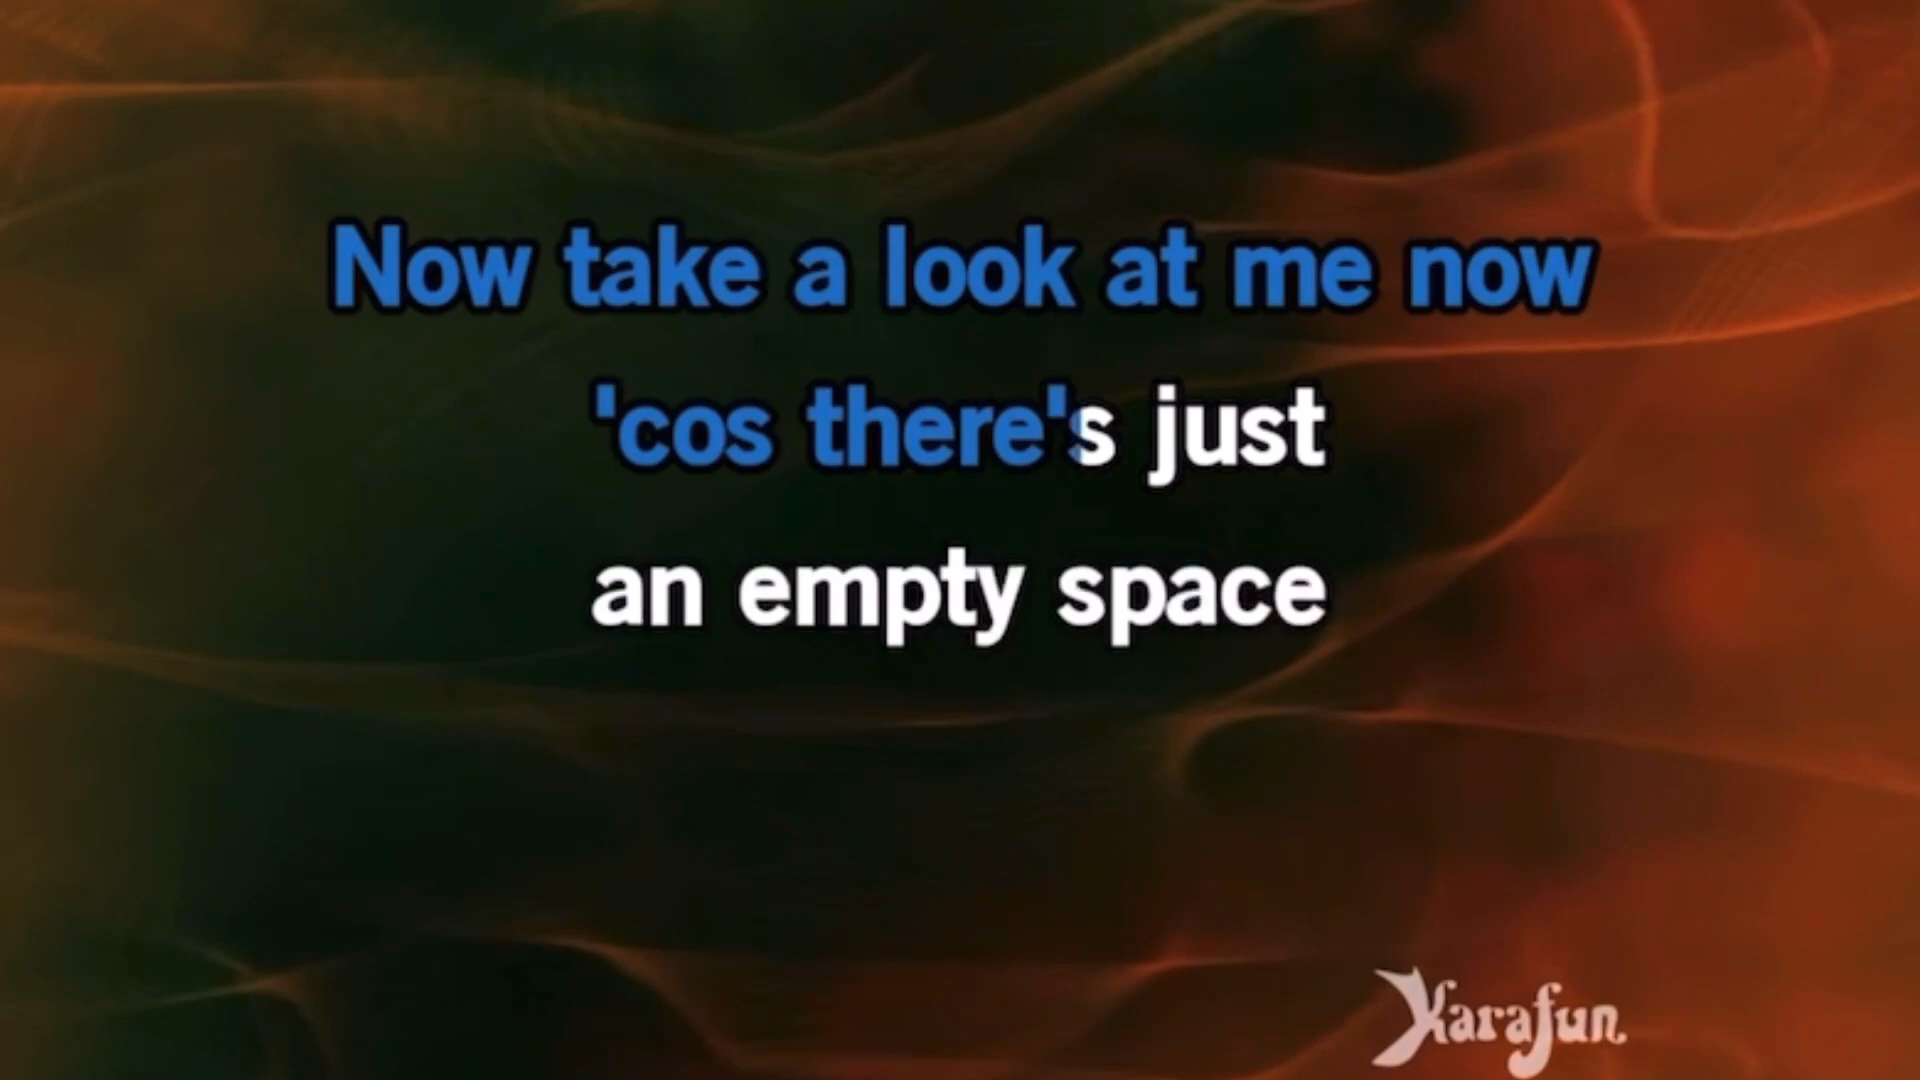 Now take a look at me now
'cos there's just
an empty space
Karafun